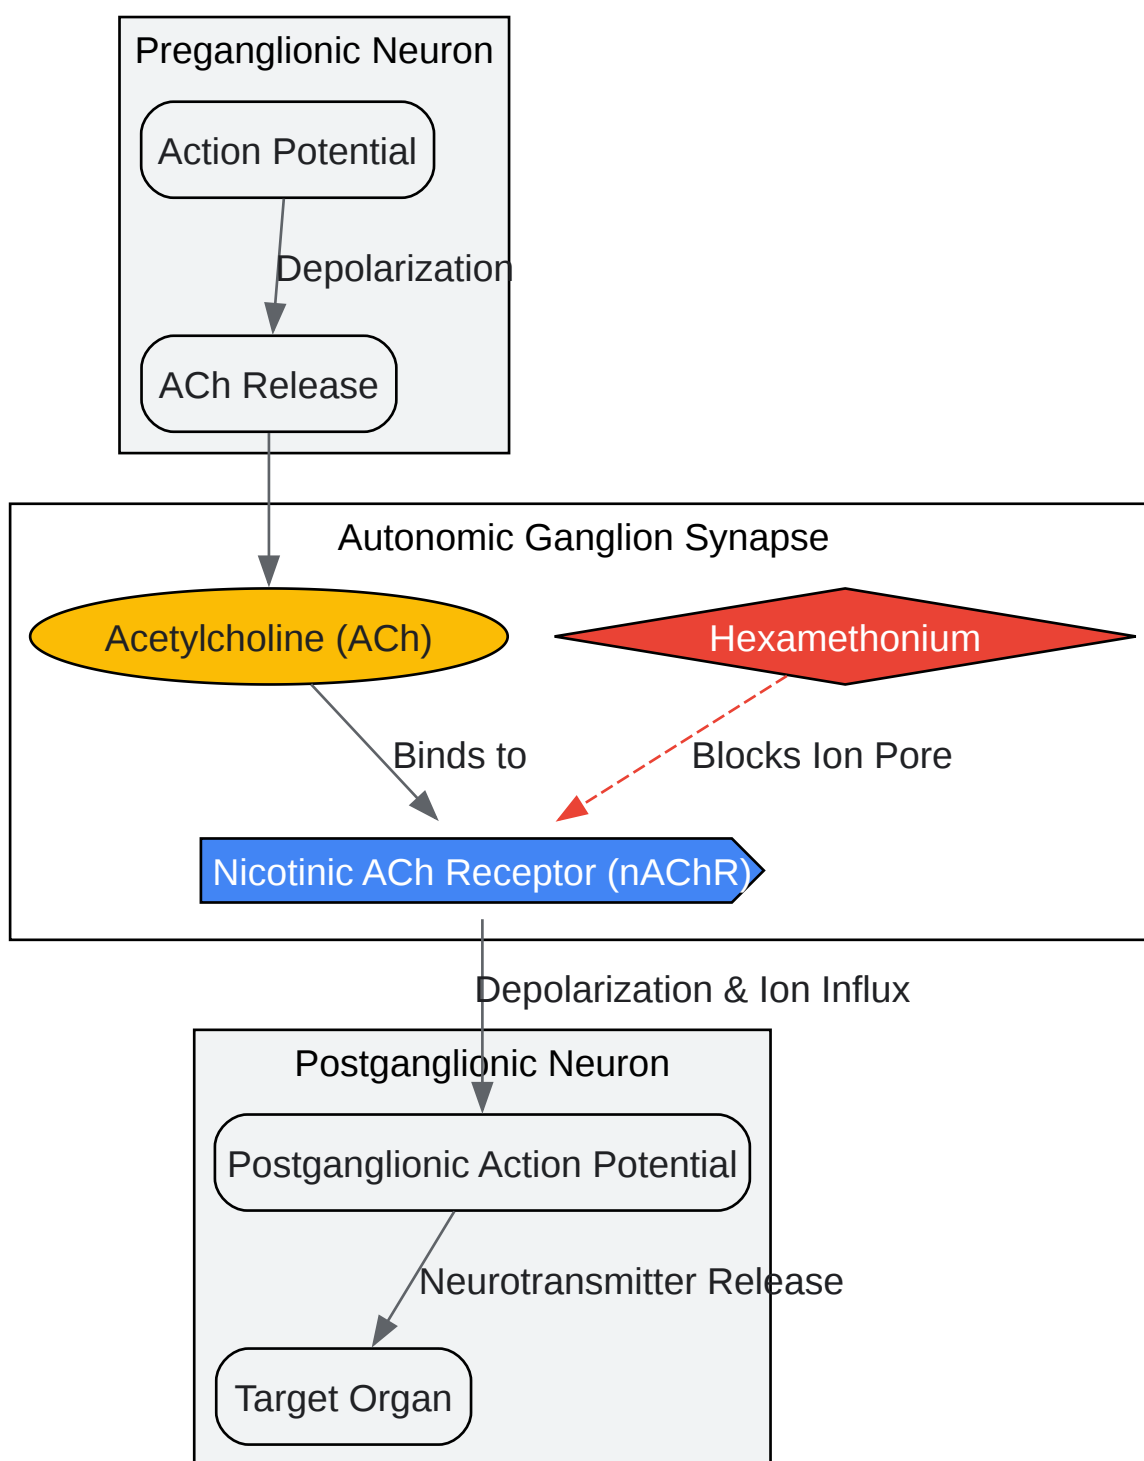 Preganglionic Neuron
Action Potential
Depolarization
ACh Release
Autonomic Ganglion Synapse
Acetylcholine (ACh)
Hexamethonium
Binds to
Blocks Ion Pore
Nicotinic ACh Receptor (nAChR)
Depolarization & Ion Influx
Postganglionic Neuron
Postganglionic Action Potential
Neurotransmitter Release
Target Organ